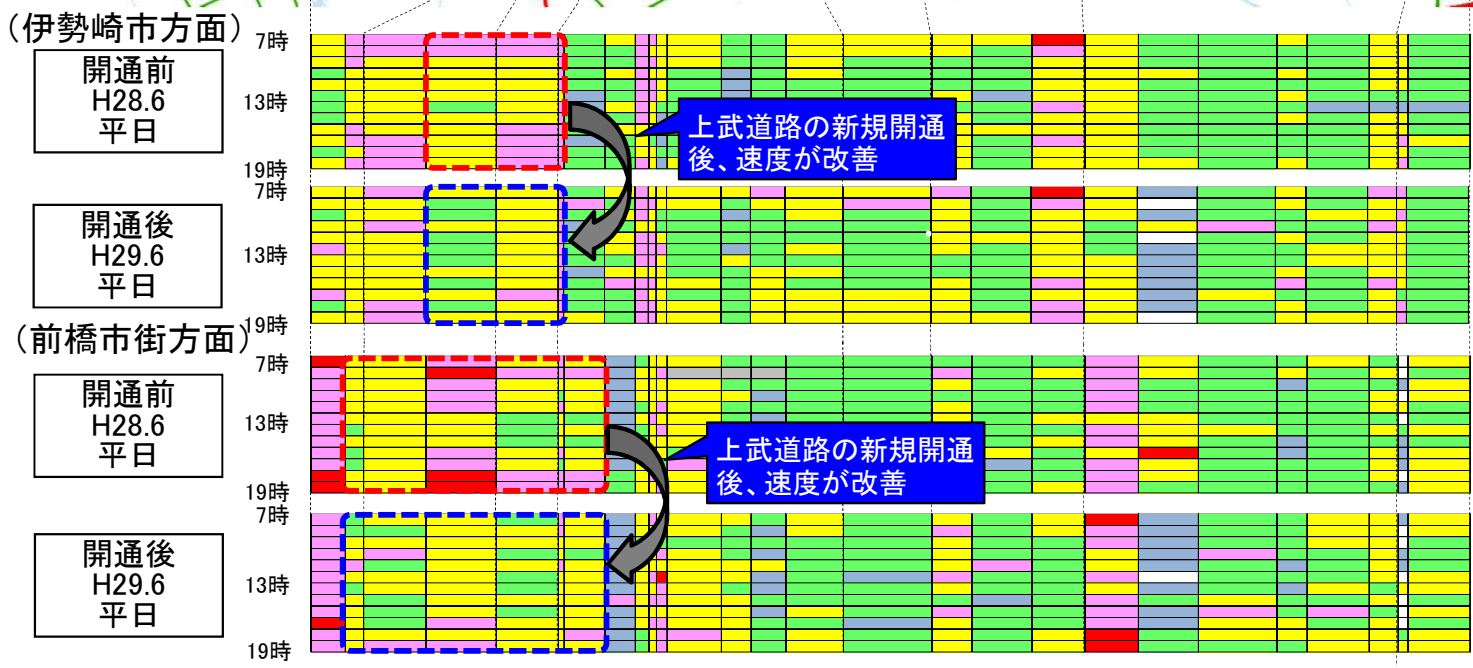 （伊勢崎市方面）
開通前
H28.6
平日
7時
13時
19時
上武道路の新規開通
後、速度が改善
開通後
H29.6
平日
7時
13時
19時
（前橋市街方面）
開通前
H28.6
平日
7時
13時
19時
上武道路の新規開通
後、速度が改善
開通後
H29.6
平日
7時
13時
19時